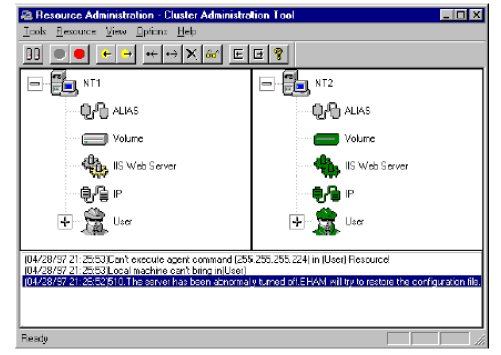 Resource Administration - Cluster Administration Tool
Tools Resource View Options Help
NT1
ALIAS
Volume
IIS Web Server
IP
User
NT2
ALIAS
Volume
IIS Web Server
IP
User
(04/28/97 21:25:53)Can't execute agent command (255.255.255.224) in (User) Resource!
(04/28/97 21:25:53)Local machine can't bring in(User)
(04/28/97 21:25:52)510,The server has been abnormaly turned off.EHAM will try to restore the configuration file.
Ready